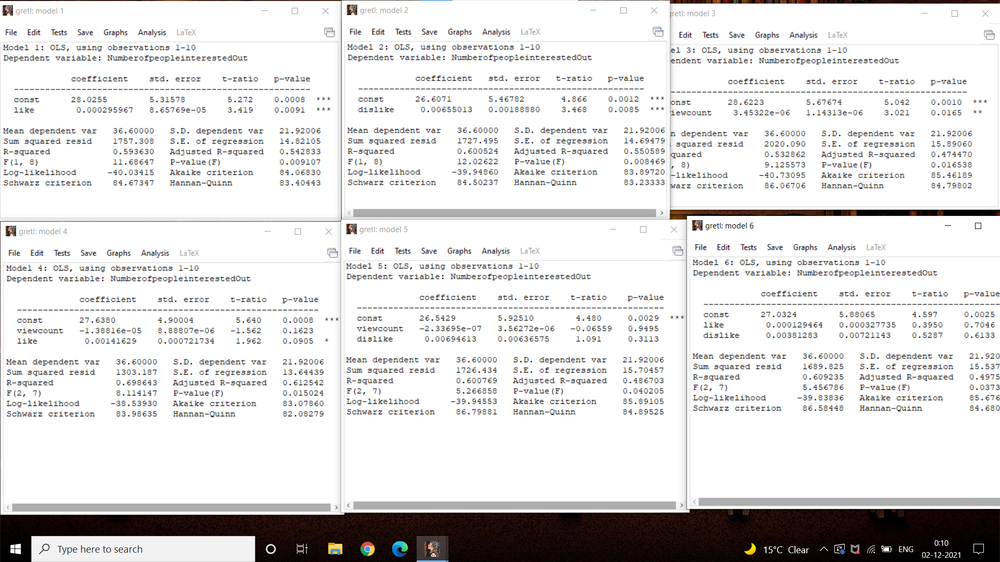 gretl: model 1
File Edit Tests Save Graphs Analysis LaTeX
Model 1: OLS, using observations 1-10
Dependent variable: NumberofpeopleinterestedOut
coefficient std. error t-ratio p-value
const 28.0255 5.31578 5.272 0.0008 ***
like 0.000295967 8.65769e-05 3.419 0.0091 ***
Mean dependent var 36.60000 S.D. dependent var 21.92006
Sum squared resid 1757.308 S.E. of regression 14.82105
R-squared 0.593630 Adjusted R-squared 0.542833
F(1, 8) 11.68647 P-value(F) 0.009107
Log-likelihood -40.03415 Akaike criterion 84.06830
Schwarz criterion 84.67347 Hannan-Quinn 83.40443
gretl: model 2
File Edit Tests Save Graphs Analysis LaTeX
Model 2: OLS, using observations 1-10
Dependent variable: NumberofpeopleinterestedOut
coefficient std. error t-ratio p-value
const 26.6071 5.46782 4.866 0.0012 ***
dislike 0.00655013 0.00188880 3.468 0.0085 ***
Mean dependent var 36.60000 S.D. dependent var 21.92006
Sum squared resid 1727.495 S.E. of regression 14.69479
R-squared 0.600524 Adjusted R-squared 0.550589
F(1, 8) 12.02622 P-value(F) 0.008469
Log-likelihood -39.94860 Akaike criterion 83.89720
Schwarz criterion 84.50237 Hannan-Quinn 83.23333
gretl: model 3
Edit Tests Save Graphs Analysis LaTeX
el 3: OLS, using observations 1-10
endent variable: NumberofpeopleinterestedOut
coefficient std. error t-ratio p-value
onst 28.6223 5.67674 5.042 0.0010 ***
iewcount 3.45322e-06 1.14313e-06 3.021 0.0165 **
n dependent var 36.60000 S.D. dependent var 21.92006
squared resid 2020.090 S.E. of regression 15.89060
quared 0.532862 Adjusted R-squared 0.474470
, 8) 9.125573 P-value(F) 0.016538
-likelihood -40.73095 Akaike criterion 85.46189
warz criterion 86.06706 Hannan-Quinn 84.79802
gretl: model 4
File Edit Tests Save Graphs Analysis LaTeX
Model 4: OLS, using observations 1-10
Dependent variable: NumberofpeopleinterestedOut
coefficient std. error t-ratio p-value
const 27.6380 4.90004 5.640 0.0008 ***
viewcount -1.38816e-05 8.88807e-06 -1.562 0.1623
like 0.00141629 0.000721734 1.962 0.0905 *
Mean dependent var 36.60000 S.D. dependent var 21.92006
Sum squared resid 1303.187 S.E. of regression 13.64439
R-squared 0.698643 Adjusted R-squared 0.612542
F(2, 7) 8.114147 P-value(F) 0.015024
Log-likelihood -38.53930 Akaike criterion 83.07860
Schwarz criterion 83.98635 Hannan-Quinn 82.08279
gretl: model 5
File Edit Tests Save Graphs Analysis LaTeX
Model 5: OLS, using observations 1-10
Dependent variable: NumberofpeopleinterestedOut
coefficient std. error t-ratio p-value
const 26.5429 5.92510 4.480 0.0029 ***
viewcount -2.33695e-07 3.56272e-06 -0.06559 0.9495
dislike 0.00694613 0.00636575 1.091 0.3113
Mean dependent var 36.60000 S.D. dependent var 21.92006
Sum squared resid 1726.434 S.E. of regression 15.70457
R-squared 0.600769 Adjusted R-squared 0.486703
F(2, 7) 5.266858 P-value(F) 0.040205
Log-likelihood -39.94553 Akaike criterion 85.89105
Schwarz criterion 86.79881 Hannan-Quinn 84.89525
gretl: model 6
File Edit Tests Save Graphs Analysis LaTeX
Model 6: OLS, using observations 1-10
Dependent variable: NumberofpeopleinterestedOut
coefficient std. error t-ratio p-value
const 27.0324 5.88065 4.597 0.0025
like 0.000129464 0.000327735 0.3950 0.7046
dislike 0.00381283 0.00721143 0.5287 0.6133
Mean dependent var 36.60000 S.D. dependent var 21.920
Sum squared resid 1689.825 S.E. of regression 15.537
R-squared 0.609235 Adjusted R-squared 0.4975
F(2, 7) 5.456786 P-value(F) 0.0373
Log-likelihood -39.83836 Akaike criterion 85.676
Schwarz criterion 86.58448 Hannan-Quinn 84.680
Type here to search
15°C Clear
ENG
0:10
02-12-2021